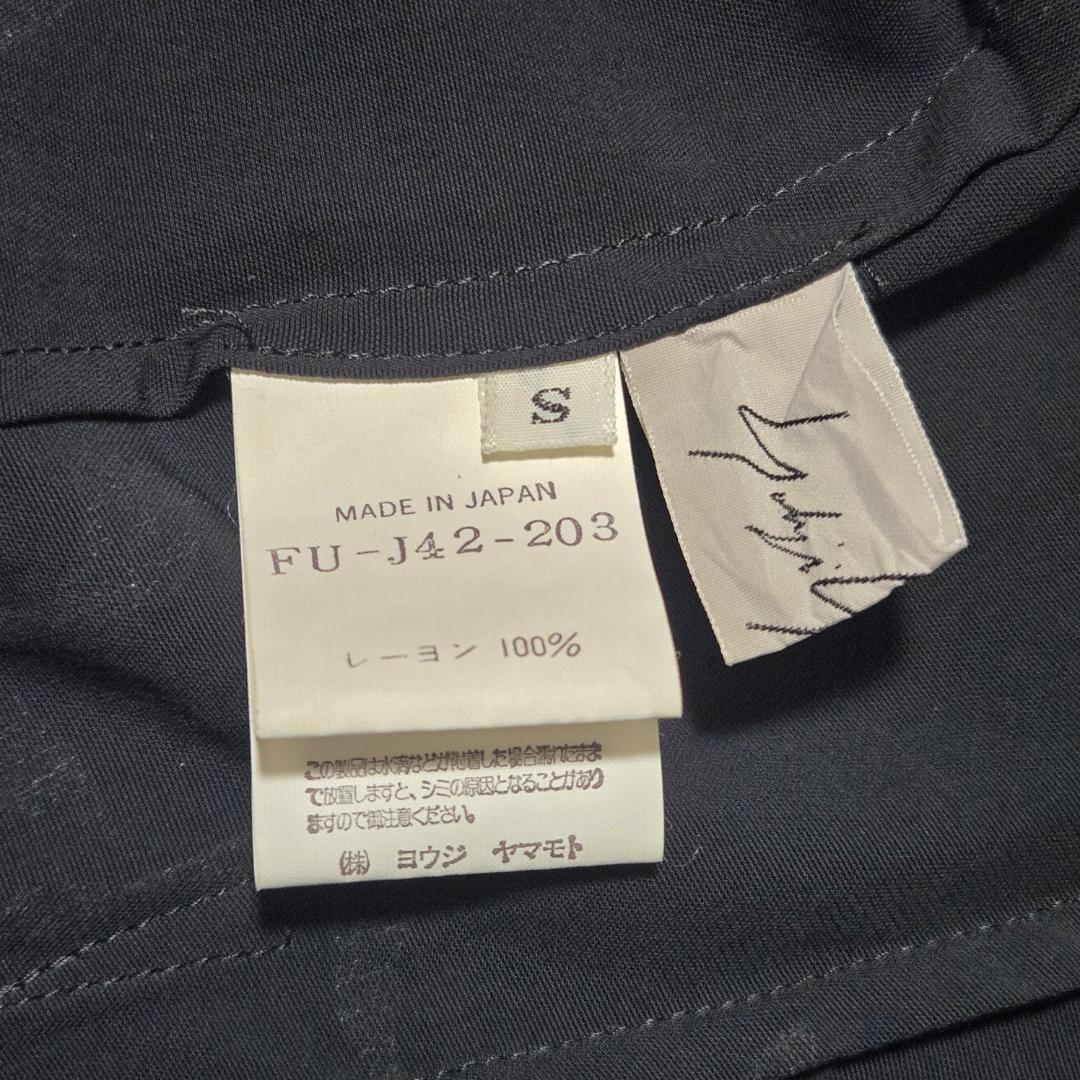 S
MADE IN JAPAN
FU-J42-203
レーヨン 100%
この製品は水滴などが付着した場合濡れたまま
で放置しますと、シミの原因となることがあり
ますので御注意ください。
(株) ヨウジ ヤマモト